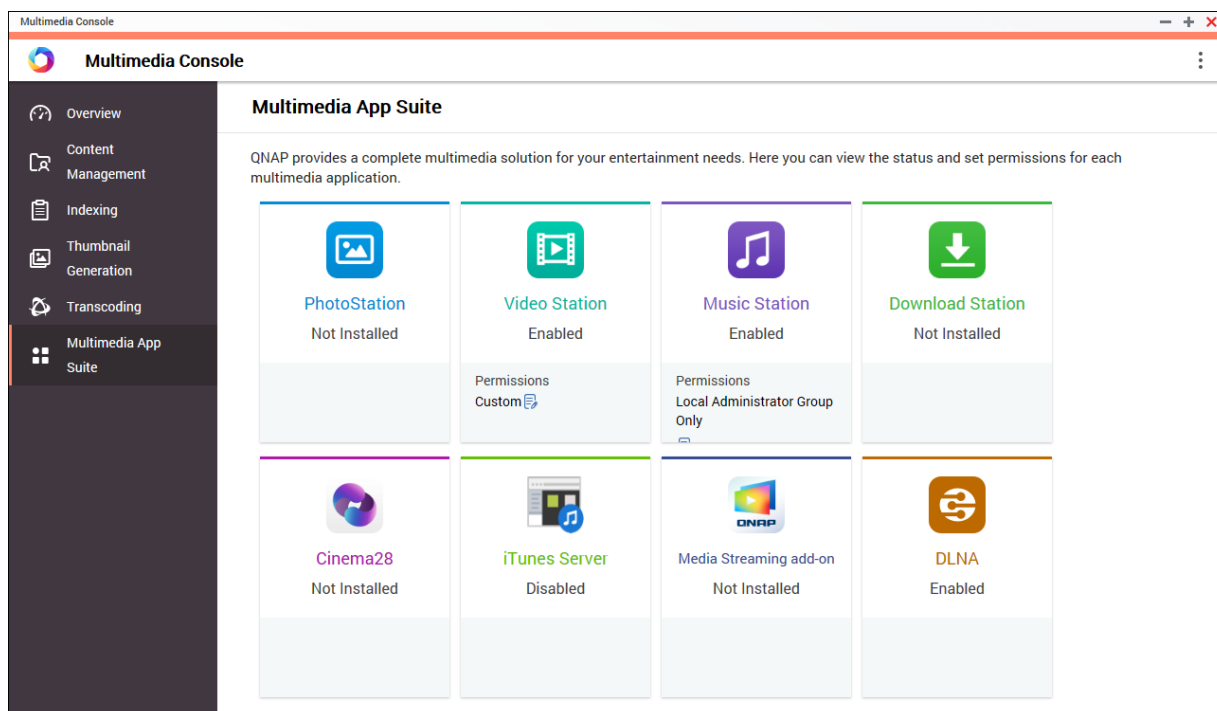 Multimedia Console
Multimedia Console
Overview
Content
Management
Indexing
Thumbnail
Generation
Transcoding
Multimedia App
Suite
Multimedia App Suite
QNAP provides a complete multimedia solution for your entertainment needs. Here you can view the status and set permissions for each
multimedia application.
PhotoStation
Not Installed
Video Station
Enabled
Permissions
Custom
Music Station
Enabled
Permissions
Local Administrator Group
Only
Download Station
Not Installed
Cinema28
Not Installed
iTunes Server
Disabled
QNAP
Media Streaming add-on
Not Installed
DLNA
Enabled